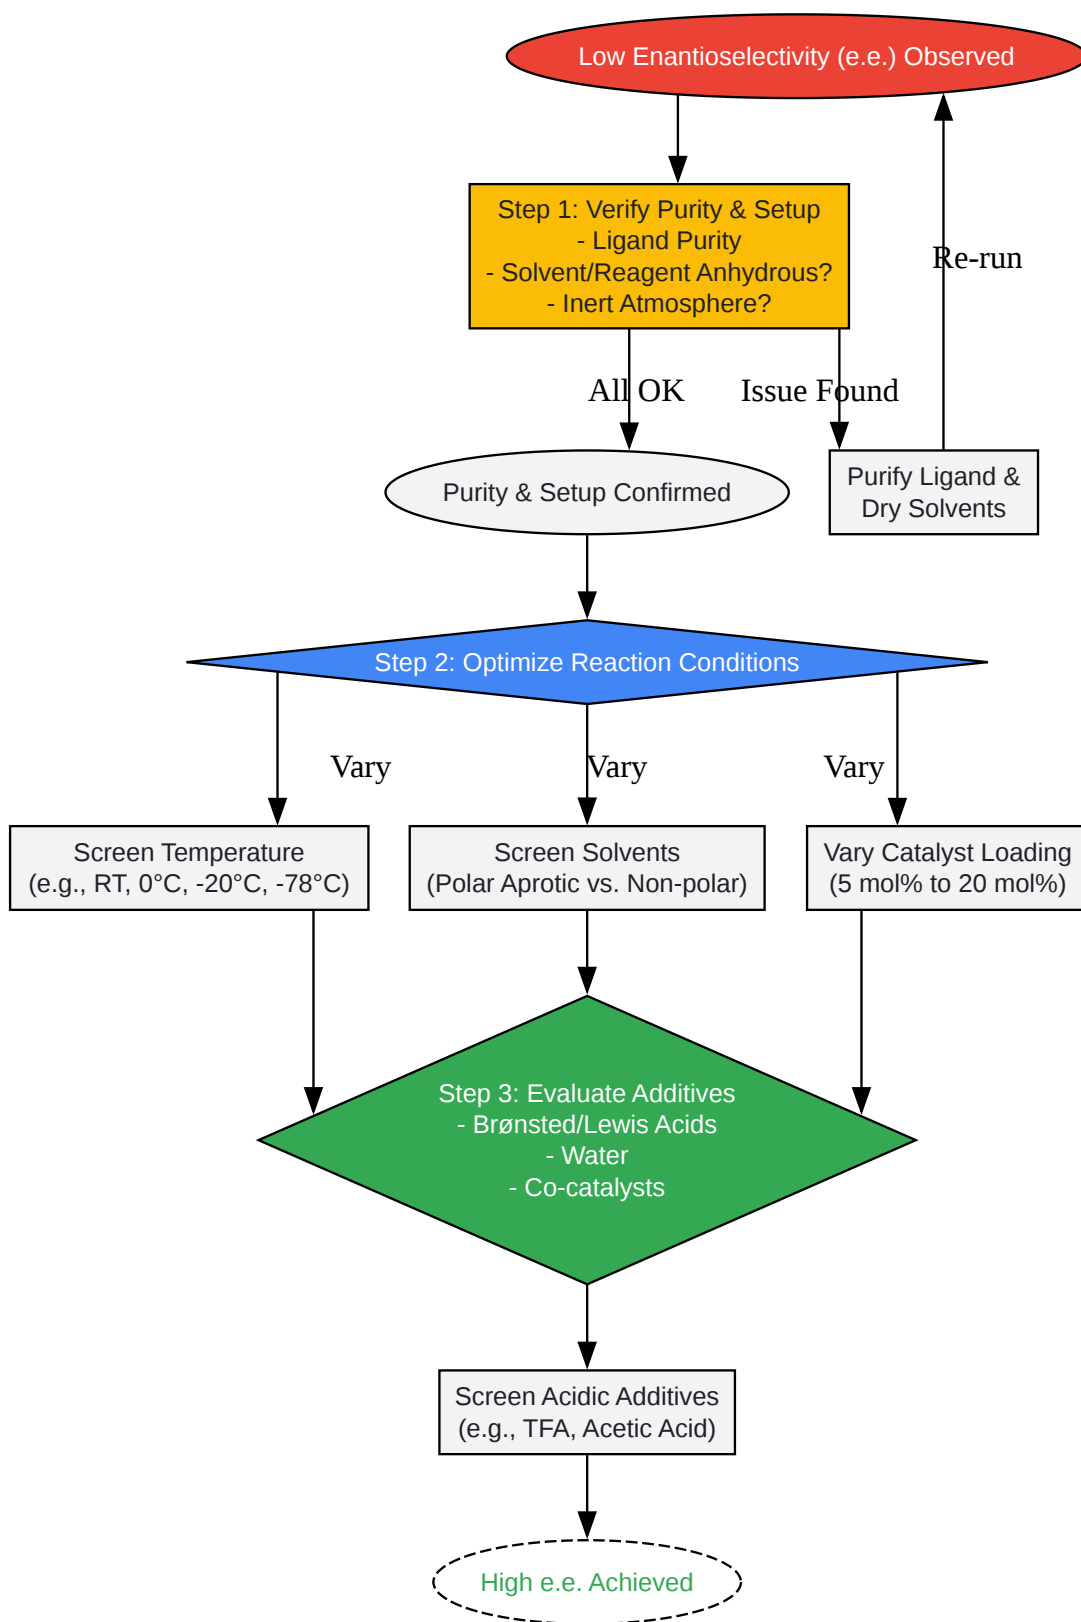 Low Enantioselectivity (e.e.) Observed
Step 1: Verify Purity & Setup
- Ligand Purity
- Solvent/Reagent Anhydrous?
- Inert Atmosphere?
Re-run
All OK
Issue Found
Purity & Setup Confirmed
Purify Ligand &
Dry Solvents
Step 2: Optimize Reaction Conditions
Vary
Vary
Vary
Screen Temperature
(e.g., RT, 0°C, -20°C, -78°C)
Screen Solvents
(Polar Aprotic vs. Non-polar)
Vary Catalyst Loading
(5 mol% to 20 mol%)
Step 3: Evaluate Additives
- Brønsted/Lewis Acids
- Water
- Co-catalysts
Screen Acidic Additives
(e.g., TFA, Acetic Acid)
High e.e. Achieved